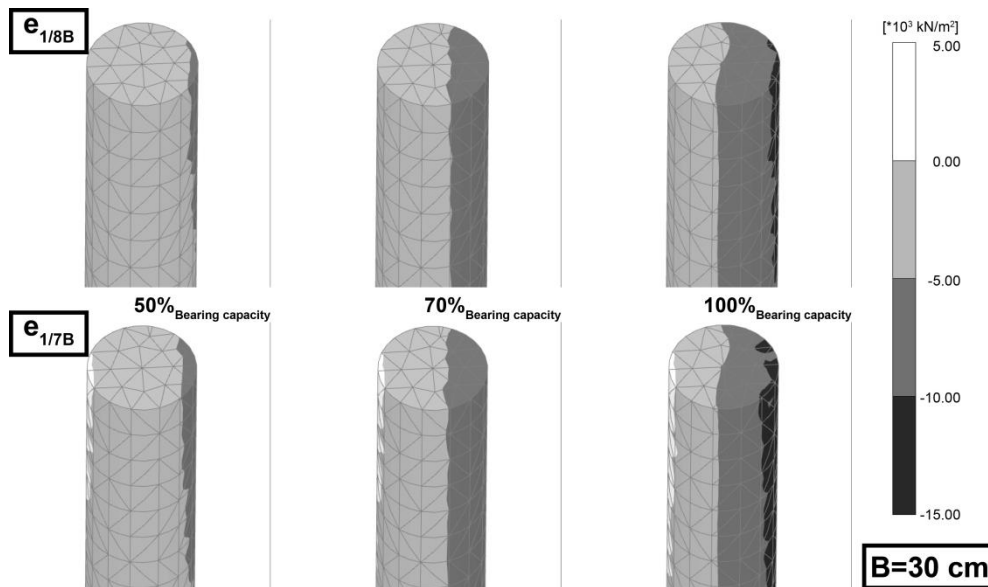 e1/8B
[*10³ kN/m²]
5.00
0.00
-5.00
-10.00
-15.00
50%Bearing capacity
70%Bearing capacity
100%Bearing capacity
e1/7B
B=30 cm